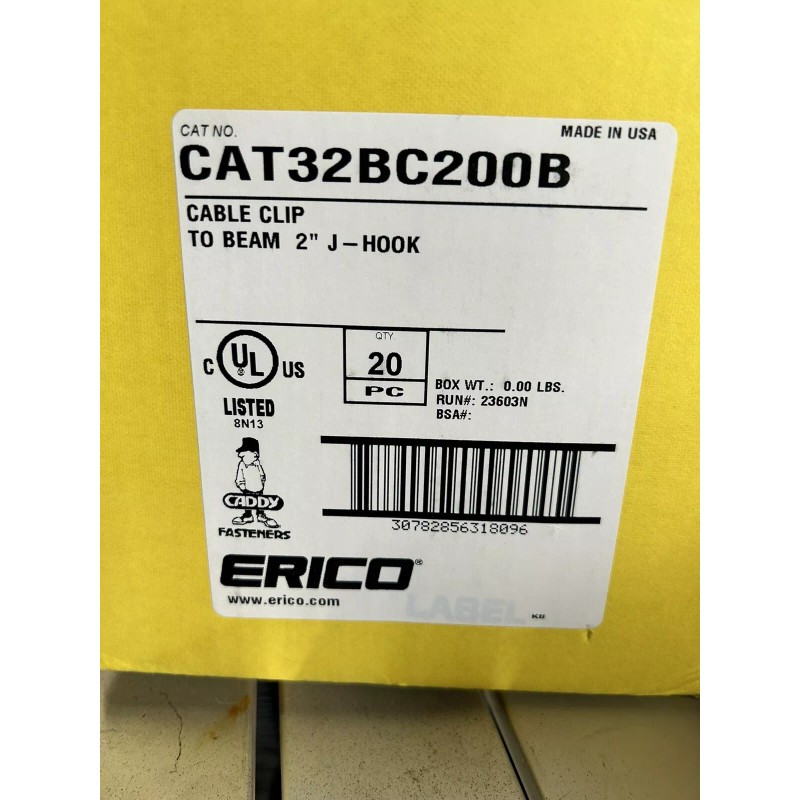 CAT NO.
MADE IN USA
CAT32BC200B
CABLE CLIP
TO BEAM 2" J-HOOK
C UL US
LISTED
8N13
QTY
20
PC
BOX WT.: 0.00 LBS.
RUN#: 23603N
BSA#:
30782856318096
CADDY
FASTENERS
ERICO®
www.erico.com
LABEL
KB